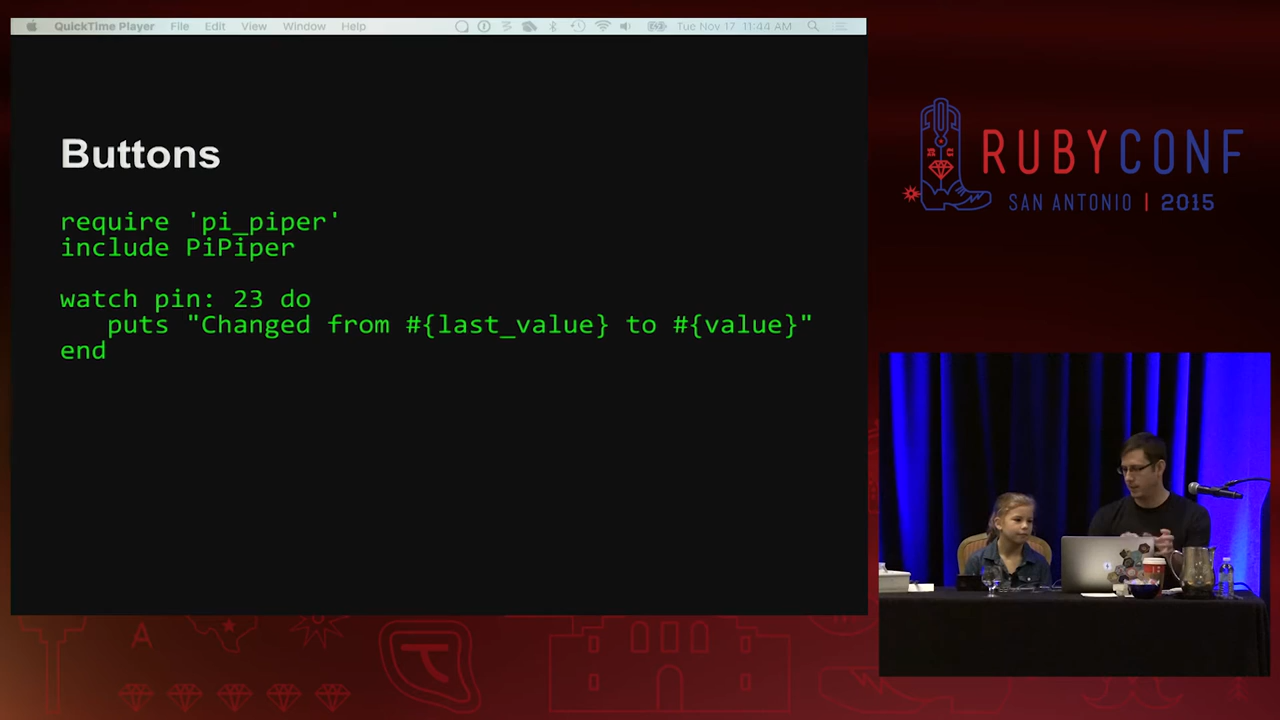 QuickTime Player File Edit View Window Help Tue Nov 17 11:44 AM
Buttons
require 'pi_piper'
include PiPiper
watch pin: 23 do
puts "Changed from #{last_value} to #{value}"
end
RUBYCONF
SAN ANTONIO | 2015
A